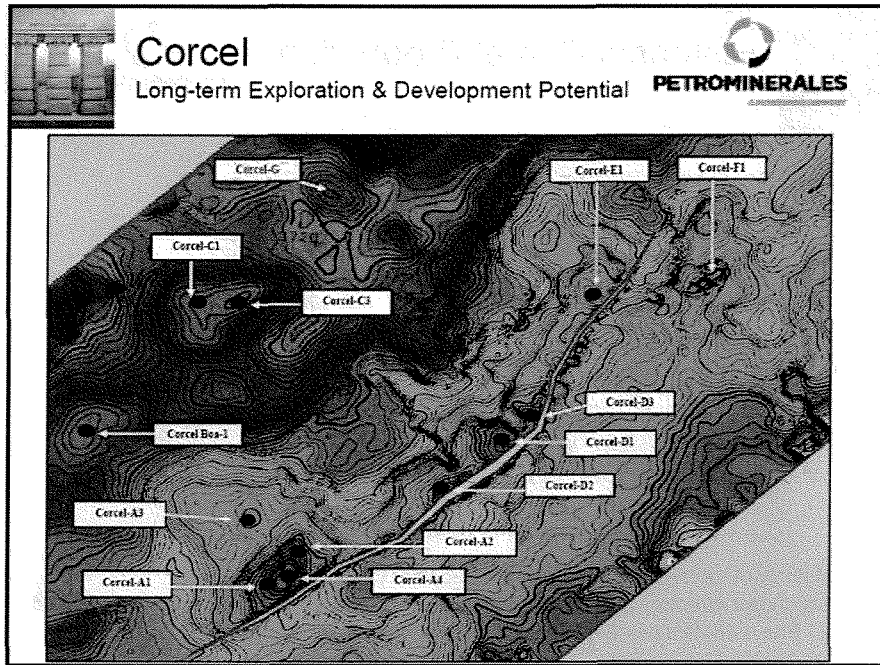 Corcel
Long-term Exploration & Development Potential
PETROMINERALES
Corcel-G
Corcel-E1
Corcel-F1
Corcel-C1
Corcel-C3
Corcel-D3
Corcel Boa-1
Corcel-D1
Corcel-D2
Corcel-A3
Corcel-A2
Corcel-A1
Corcel-A4